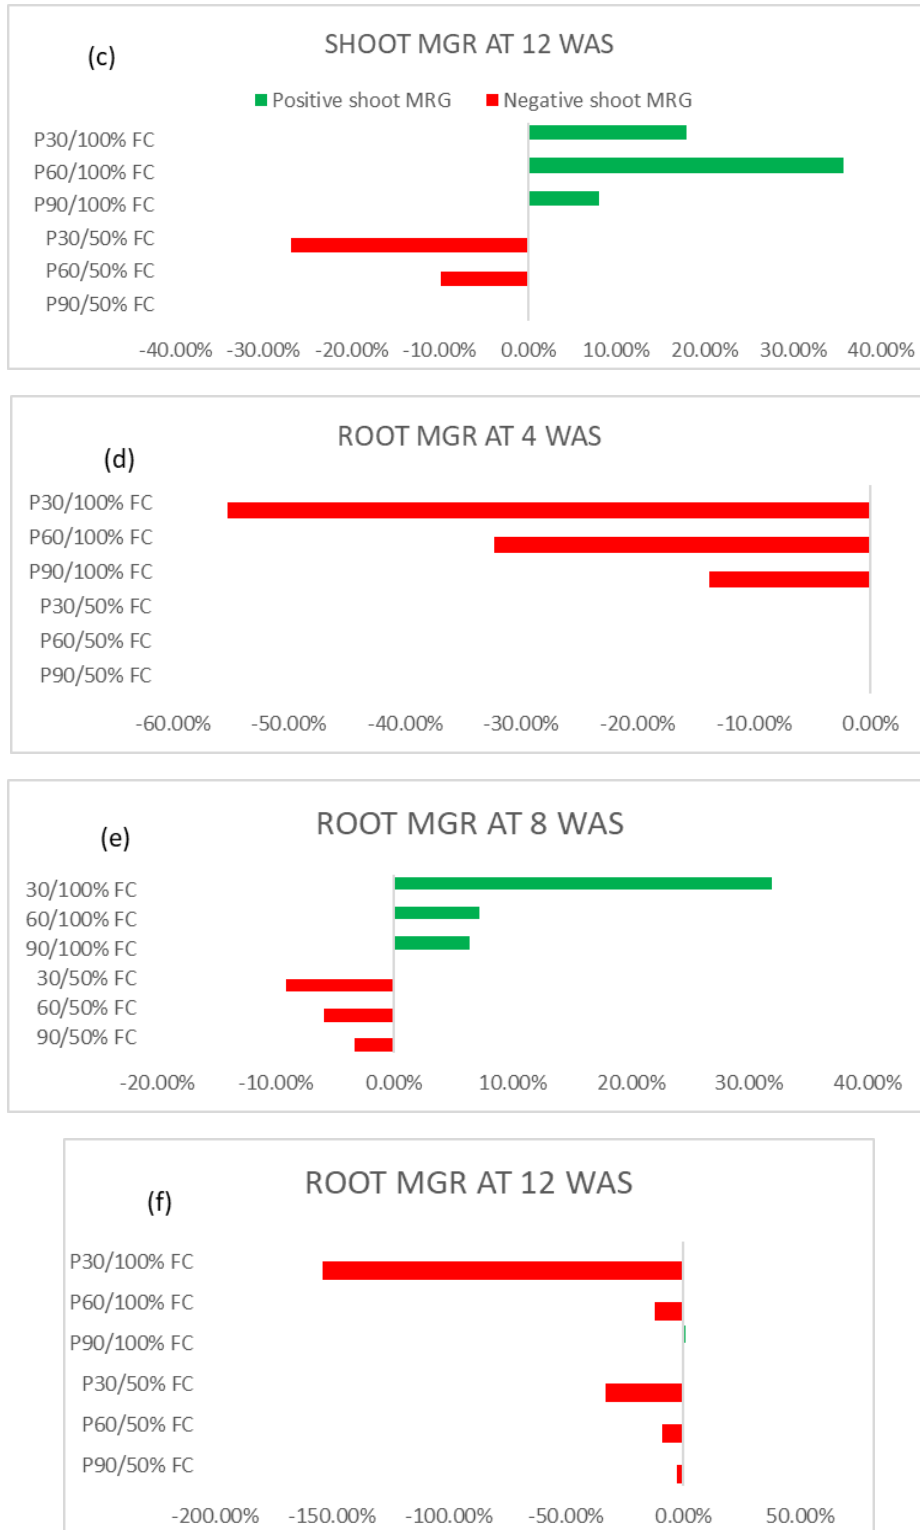 (c)
SHOOT MGR AT 12 WAS
Positive shoot MRG Negative shoot MRG
P30/100% FC
P60/100% FC
P90/100% FC
P30/50% FC
P60/50% FC
P90/50% FC
-40.00% -30.00% -20.00% -10.00% 0.00% 10.00% 20.00% 30.00% 40.00%
(d)
ROOT MGR AT 4 WAS
P30/100% FC
P60/100% FC
P90/100% FC
P30/50% FC
P60/50% FC
P90/50% FC
-60.00% -50.00% -40.00% -30.00% -20.00% -10.00% 0.00%
(e)
ROOT MGR AT 8 WAS
30/100% FC
60/100% FC
90/100% FC
30/50% FC
60/50% FC
90/50% FC
-20.00% -10.00% 0.00% 10.00% 20.00% 30.00% 40.00%
(f)
ROOT MGR AT 12 WAS
P30/100% FC
P60/100% FC
P90/100% FC
P30/50% FC
P60/50% FC
P90/50% FC
-200.00% -150.00% -100.00% -50.00% 0.00% 50.00%